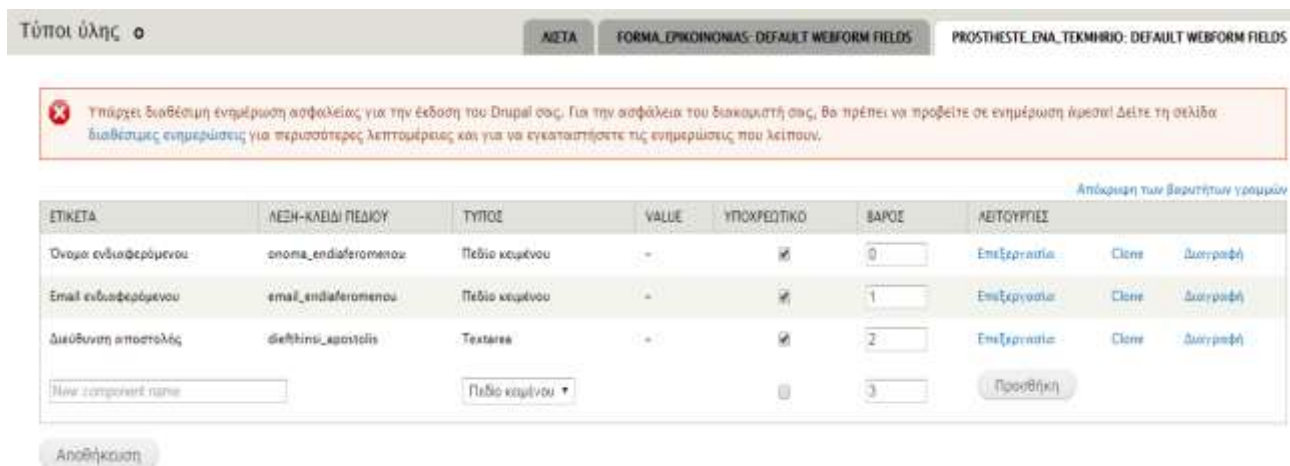 Τύποι ύλης
ΛΙΣΤΑ FORMA_EPIKOINONIAS: DEFAULT WEBFORM FIELDS PROSTHESTE_ENA_TEKMHRIO: DEFAULT WEBFORM FIELDS
Υπάρχει διαθέσιμη ενημέρωση ασφαλείας για την έκδοση του Drupal σας. Για την ασφάλεια του διακομιστή σας, θα πρέπει να προβείτε σε ενημέρωση άμεσα! Δείτε τη σελίδα
διαθέσιμες ενημερώσεις για περισσότερες λεπτομέρειες και για να εγκαταστήσετε τις ενημερώσεις που λείπουν.
Απόκρυψη των βαρυτήτων γραμμών
ΕΤΙΚΕΤΑ ΛΕΞΗ-ΚΛΕΙΔΙ ΠΕΔΙΟΥ ΤΥΠΟΣ VALUE ΥΠΟΧΡΕΩΤΙΚΟ ΒΑΡΟΣ ΛΕΙΤΟΥΡΓΙΕΣ
Όνομα ενδιαφερόμενου onoma_endiaferomenou Πεδίο κειμένου - 0 Επεξεργασία Clone Διαγραφή
Email ενδιαφερόμενου email_endiaferomenou Πεδίο κειμένου - 1 Επεξεργασία Clone Διαγραφή
Διεύθυνση αποστολής diefthinsi_apostolis Textarea - 2 Επεξεργασία Clone Διαγραφή
New component name Πεδίο κειμένου 3 Προσθήκη
Αποθήκευση